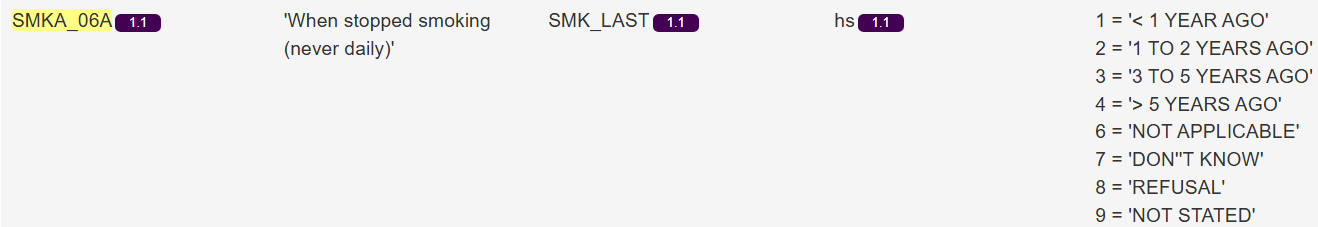 SMKA_06A 1.1 'When stopped smoking SMK_LAST 1.1 hs 1.1 1 = '< 1 YEAR AGO'
(never daily)' 2 = '1 TO 2 YEARS AGO'
3 = '3 TO 5 YEARS AGO'
4 = '> 5 YEARS AGO'
6 = 'NOT APPLICABLE'
7 = 'DON''T KNOW'
8 = 'REFUSAL'
9 = 'NOT STATED'